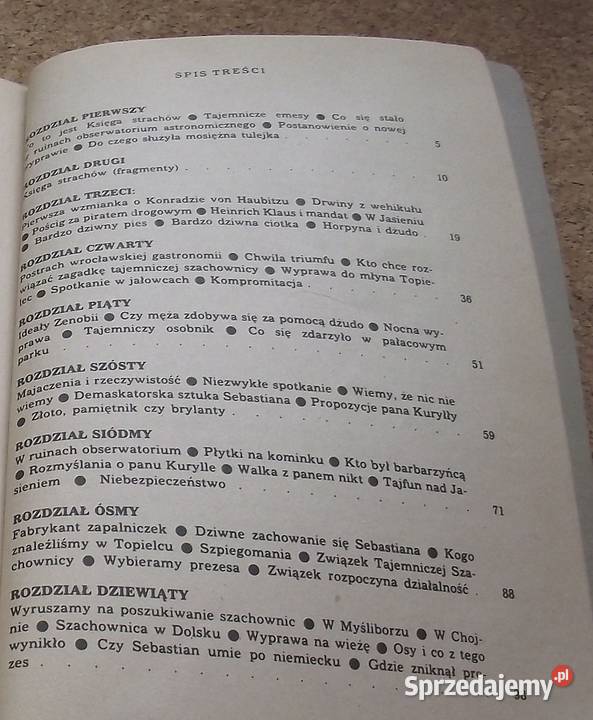 SPIS TREŚCI
ROZDZIAŁ PIERWSZY
to jest Księga strachów ● Tajemnicze emesy ● Co się stało
ruinach obserwatorium astronomicznego ● Postanowienie o nowej
wyprawie ● Do czego służyła mosiężna tulejka . . . . 5
ROZDZIAŁ DRUGI
Księga strachów (fragmenty) . . . . . . . . 10
ROZDZIAŁ TRZECI:
Pierwsza wzmianka o Konradzie von Haubitzu ● Drwiny z wehikułu
● Pościg za piratem drogowym ● Heinrich Klaus i mandat ● W Jasieniu
● Bardzo dziwny pies ● Bardzo dziwna ciotka ● Horpyna i dżudo . 19
ROZDZIAŁ CZWARTY
Postrach wrocławskiej gastronomii ● Chwila triumfu ● Kto chce roz-
wiązać zagadkę tajemniczej szachownicy ● Wyprawa do młyna Topie-
lec ● Spotkanie w jałowcach ● Kompromitacja . . . . 36
ROZDZIAŁ PIĄTY
Ideały Zenobii ● Czy męża zdobywa się za pomocą dżudo ● Nocna wy-
prawa ● Tajemniczy osobnik ● Co się zdarzyło w pałacowym
parku . . . . . . . . . . 51
ROZDZIAŁ SZÓSTY
Majaczenia i rzeczywistość ● Niezwykłe spotkanie ● Wiemy, że nic nie
wiemy ● Demaskatorska sztuka Sebastiana ● Propozycje pana Kuryłły
● Złoto, pamiętnik czy brylanty . . . . . . 59
ROZDZIAŁ SIÓDMY
W ruinach obserwatorium ● Płytki na kominku ● Kto był barbarzyńcą
● Rozmyślania o panu Kurylle ● Walka z panem nikt ● Tajfun nad Ja-
sieniem ● Niebezpieczeństwo . . . . . . 71
ROZDZIAŁ ÓSMY
Fabrykant zapalniczek ● Dziwne zachowanie się Sebastiana ● Kogo
znaleźliśmy w Topielcu ● Szpiegomania ● Związek Tajemniczej Sza-
chownicy ● Wybieramy prezesa ● Związek rozpoczyna działalność . 88
ROZDZIAŁ DZIEWIĄTY
Wyruszamy na poszukiwanie szachownic ● W Myśliborzu ● W Choj-
nie ● Szachownica w Dolsku ● Wyprawa na wieżę ● Osy i co z tego
wynikło ● Czy Sebastian umie po niemiecku ● Gdzie zniknął pre-
zes . . . . . . . . . .
Sprzedajemy.pl